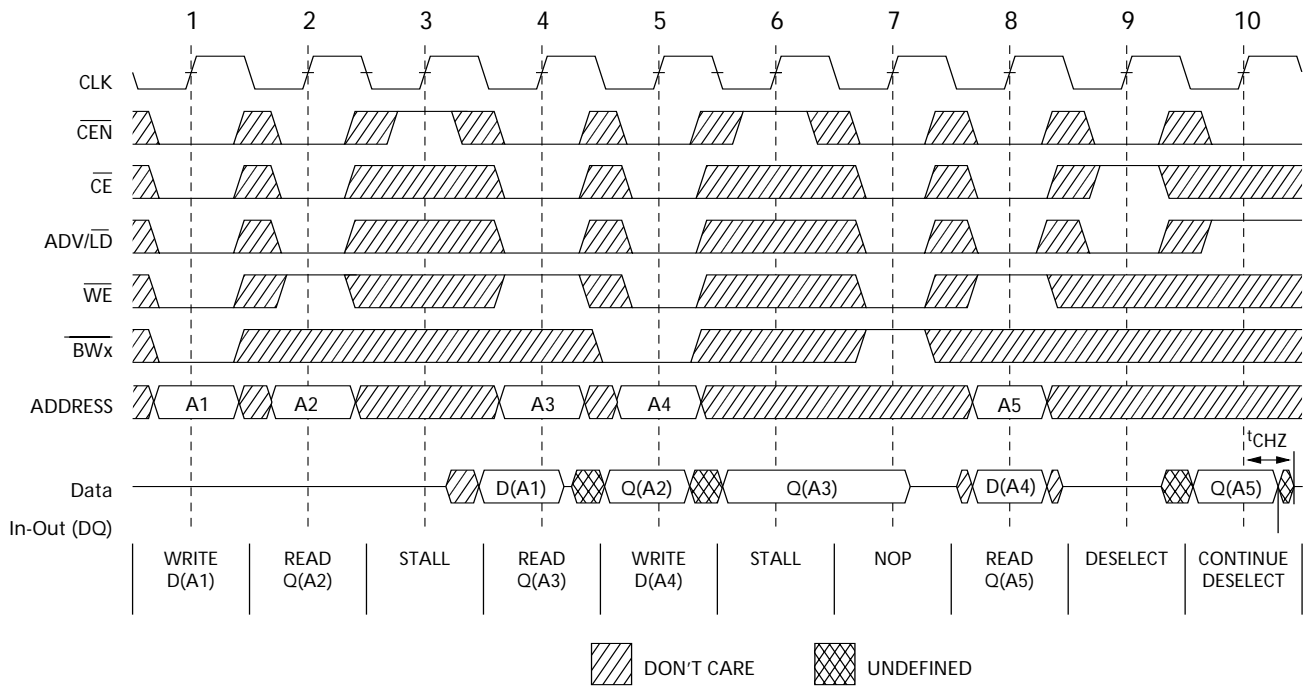 1 2 3 4 5 6 7 8 9 10
CLK
CEN
CE
ADV/LD
WE
BWx
ADDRESS A1 A2 A3 A4 A5
tCHZ
Data D(A1) Q(A2) Q(A3) D(A4) Q(A5)
In-Out (DQ)
WRITE READ STALL READ WRITE STALL NOP READ DESELECT CONTINUE
D(A1) Q(A2) Q(A3) D(A4) Q(A5) DESELECT
DON'T CARE UNDEFINED